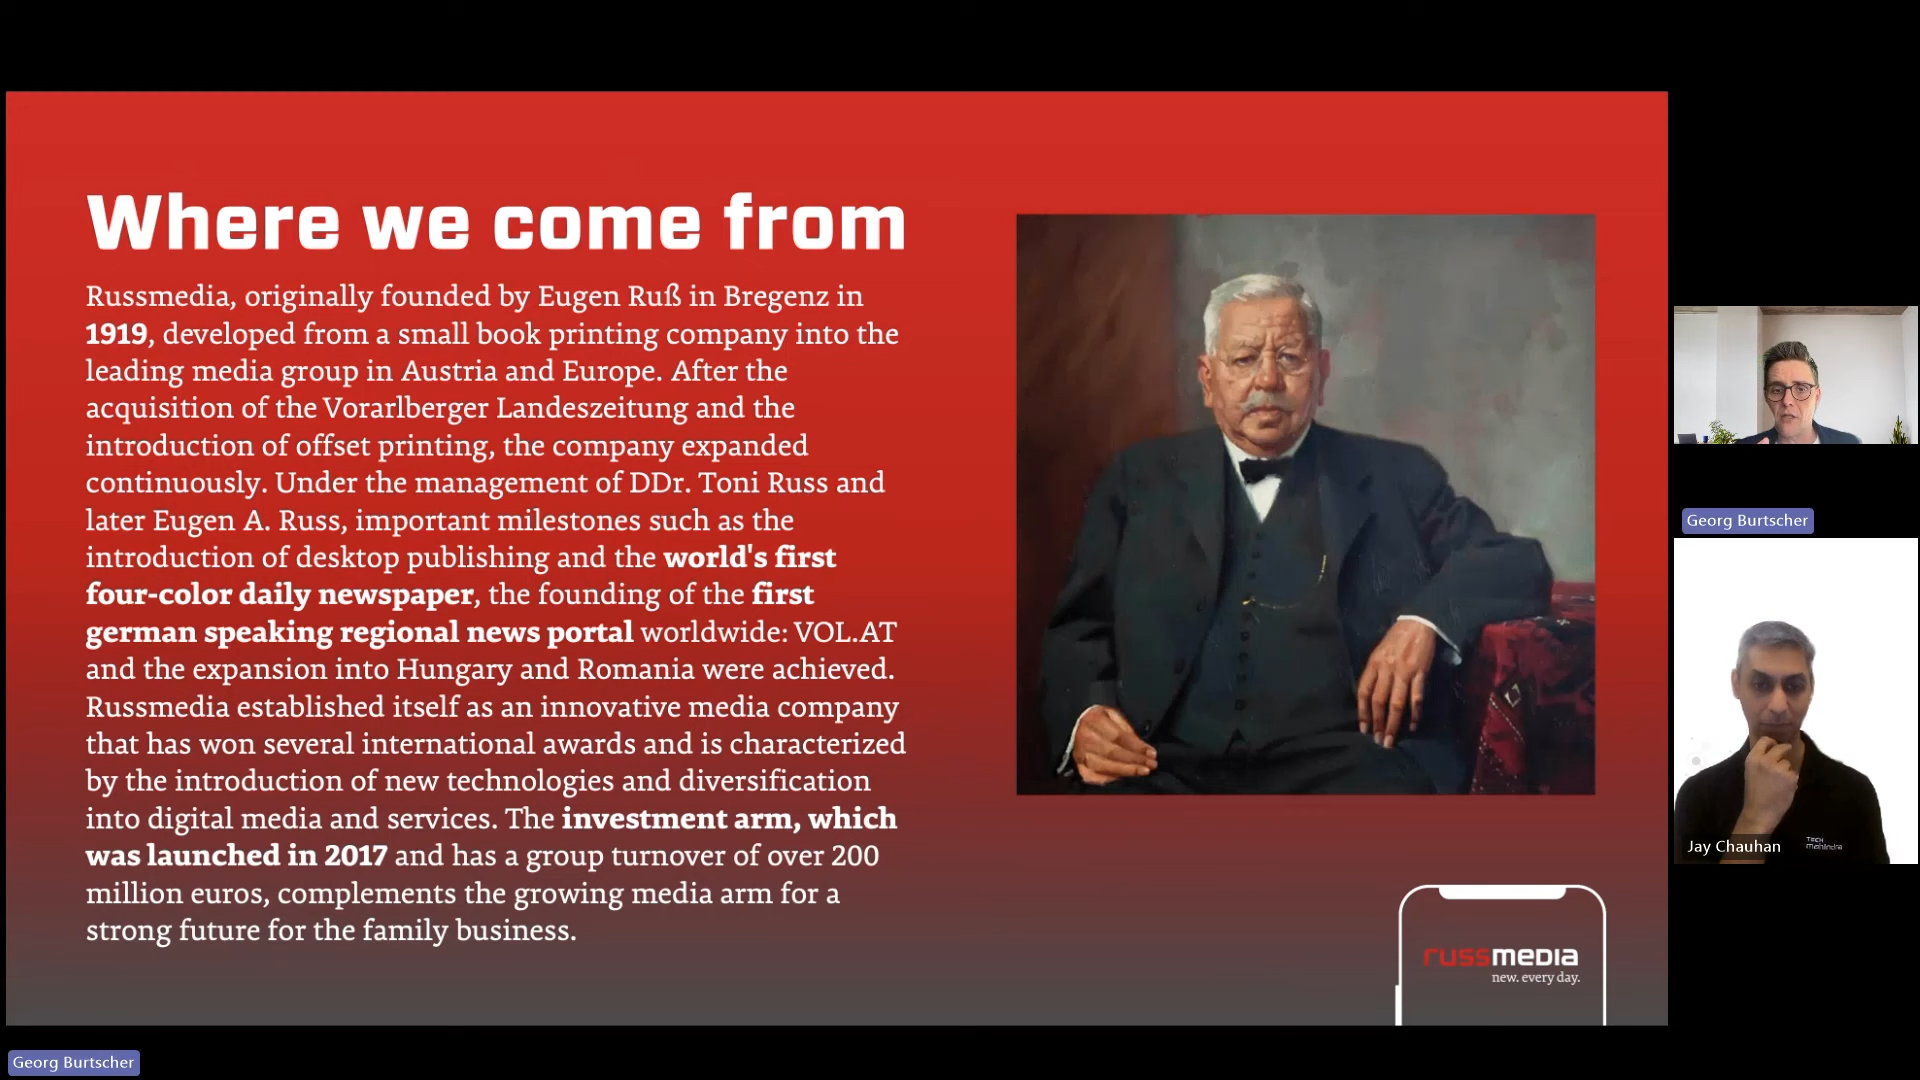 Where we come from
Russmedia, originally founded by Eugen Ruß in Bregenz in
1919, developed from a small book printing company into the
leading media group in Austria and Europe. After the
acquisition of the Vorarlberger Landeszeitung and the
introduction of offset printing, the company expanded
continuously. Under the management of DDr. Toni Russ and
later Eugen A. Russ, important milestones such as the
introduction of desktop publishing and the world's first
four-color daily newspaper, the founding of the first
german speaking regional news portal worldwide: VOL.AT
and the expansion into Hungary and Romania were achieved.
Russmedia established itself as an innovative media company
that has won several international awards and is characterized
by the introduction of new technologies and diversification
into digital media and services. The investment arm, which
was launched in 2017 and has a group turnover of over 200
million euros, complements the growing media arm for a
strong future for the family business.
russmedia
new. every day.
Georg Burtscher
Jay Chauhan
TECH
mahindra
Georg Burtscher